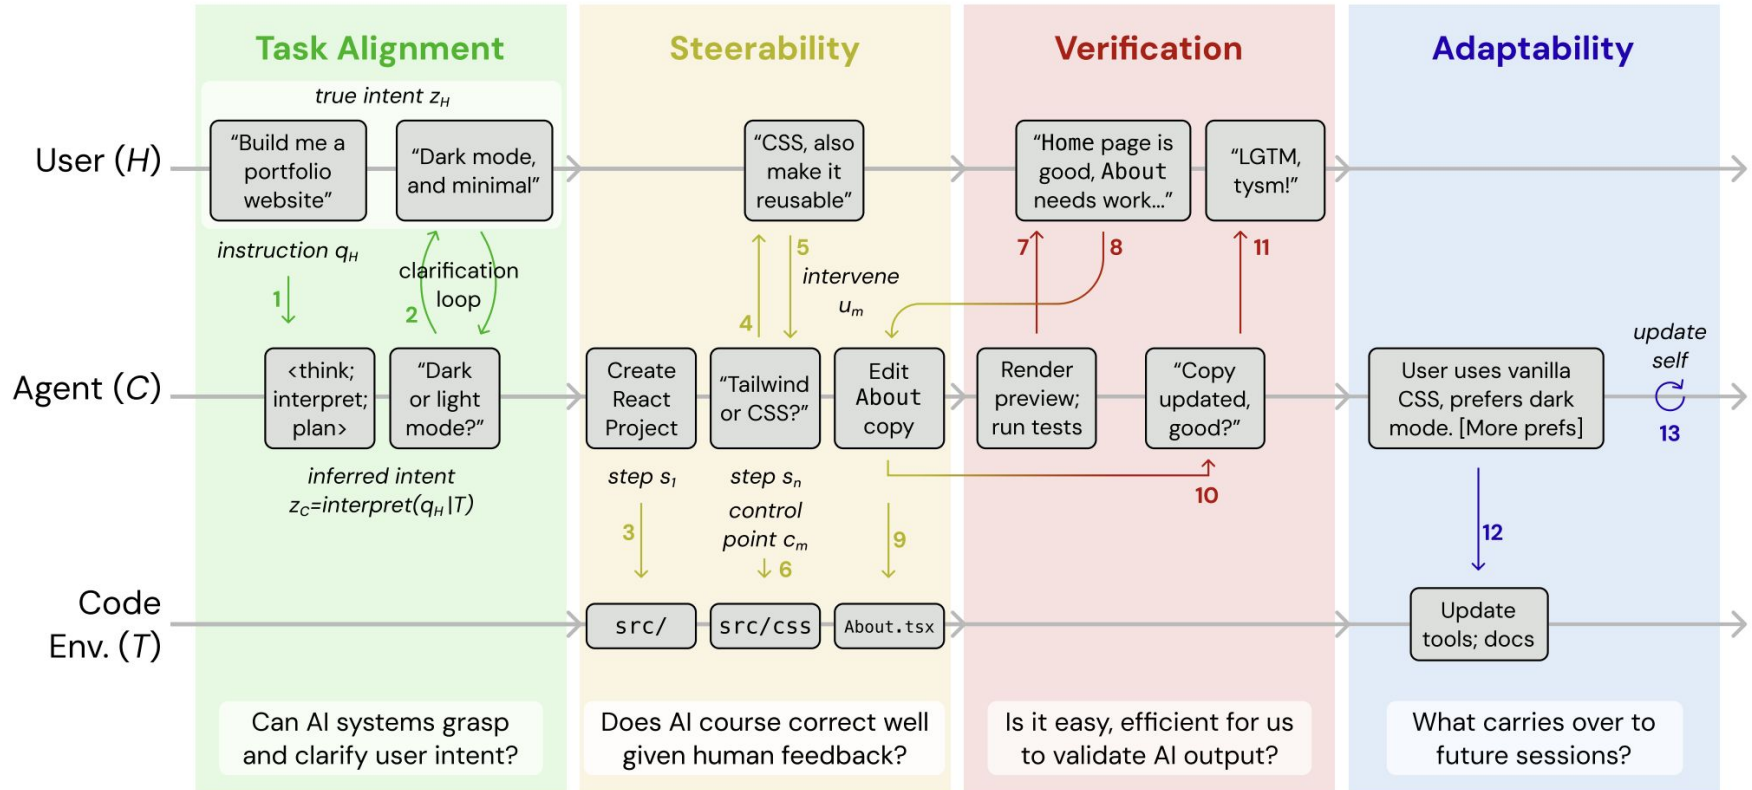 Task Alignment
Steerability
Verification
Adaptability
true intent z_H
User (H)
“Build me a
portfolio
website”
“Dark mode,
and minimal”
“CSS, also
make it
reusable”
“Home page is
good, About
needs work...”
“LGTM,
tysm!”
instruction q_H
1
clarification
loop
2
4
5
intervene
u_m
7
8
11
update
self
Agent (C)
<think;
interpret;
plan>
“Dark
or light
mode?”
Create
React
Project
“Tailwind
or CSS?”
Edit
About
copy
Render
preview;
run tests
“Copy
updated,
good?”
User uses vanilla
CSS, prefers dark
mode. [More prefs]
13
inferred intent
z_C=interpret(q_H|T)
step s_1
step s_n
control
point c_m
3
6
9
10
12
Code
Env. (T)
src/
src/css
About.tsx
Update
tools; docs
Can AI systems grasp
and clarify user intent?
Does AI course correct well
given human feedback?
Is it easy, efficient for us
to validate AI output?
What carries over to
future sessions?